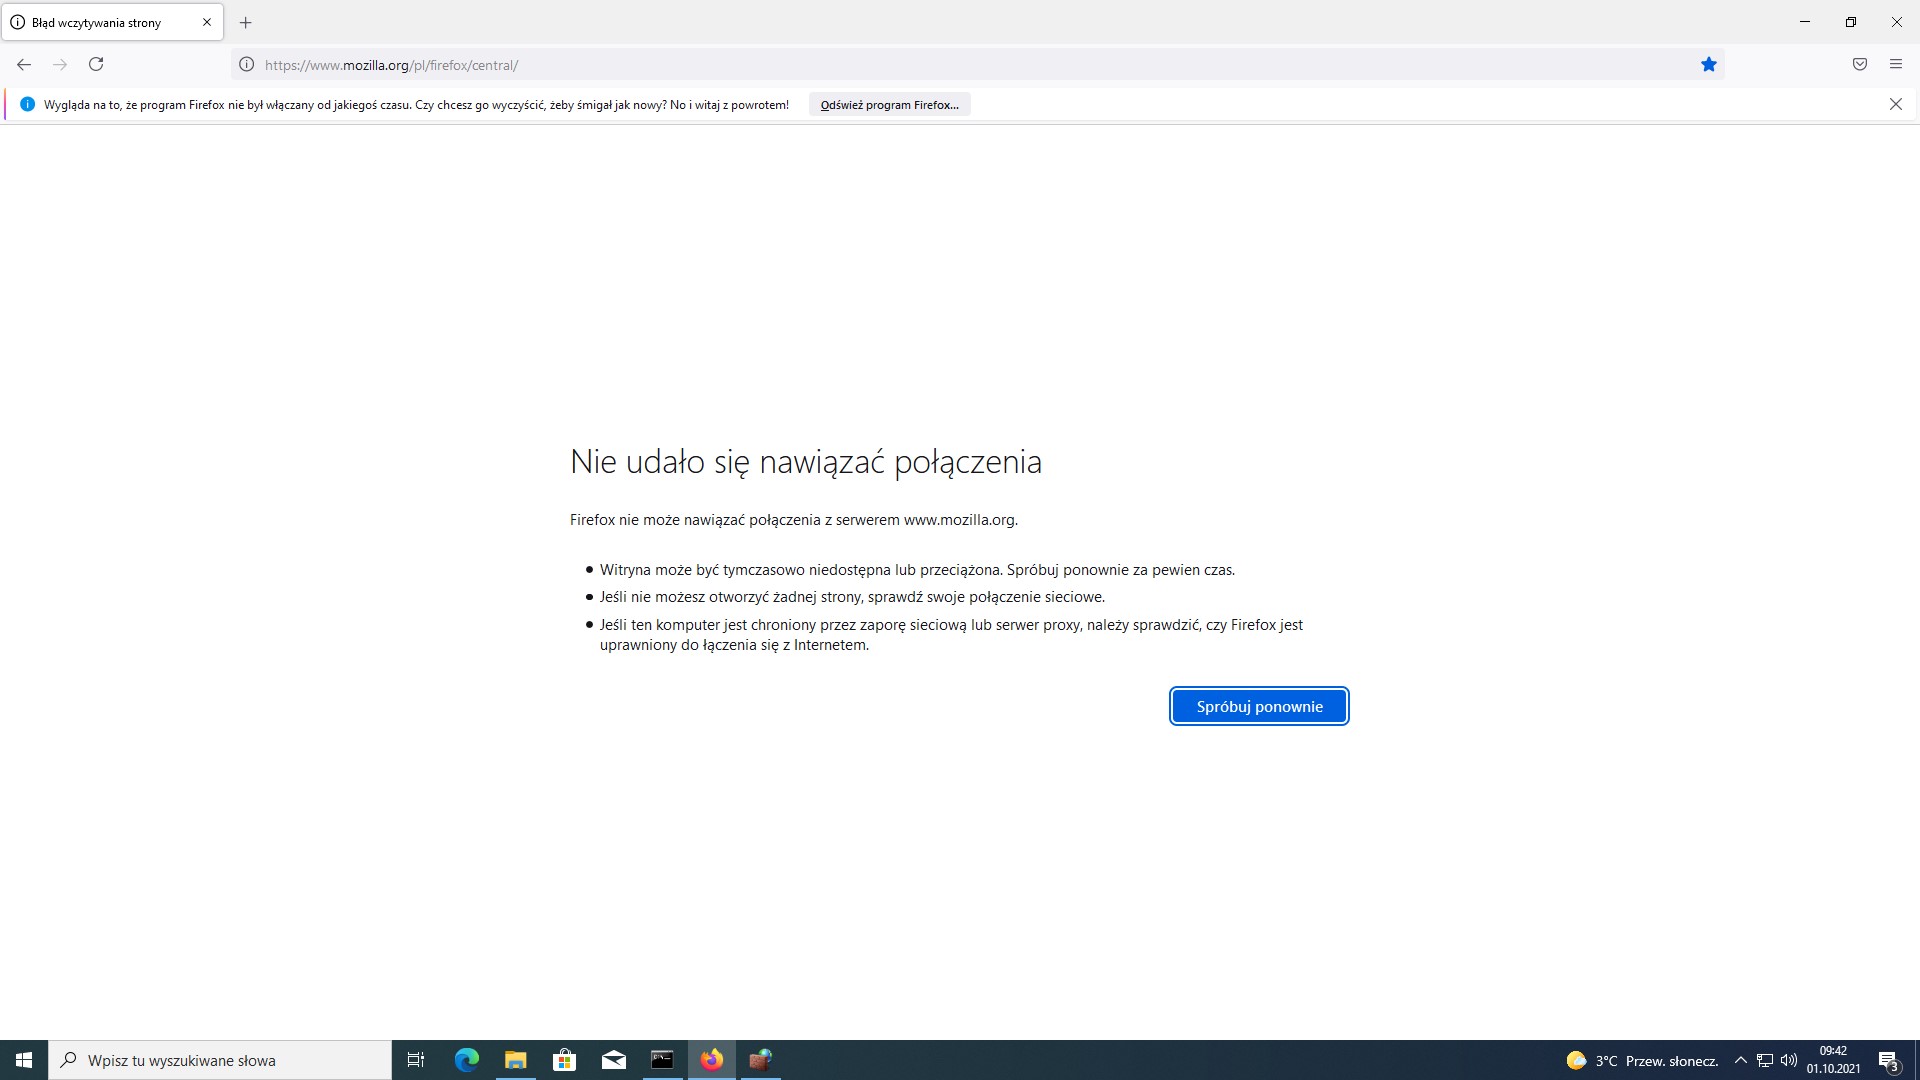 Błąd wczytywania strony
https://www.mozilla.org/pl/firefox/central/
Wygląda na to, że program Firefox nie był włączany od jakiegoś czasu. Czy chcesz go wyczyścić, żeby śmigał jak nowy? No i witaj z powrotem!
Odśwież program Firefox...
Nie udało się nawiązać połączenia
Firefox nie może nawiązać połączenia z serwerem www.mozilla.org.
• Witryna może być tymczasowo niedostępna lub przeciążona. Spróbuj ponownie za pewien czas.
• Jeśli nie możesz otworzyć żadnej strony, sprawdź swoje połączenie sieciowe.
• Jeśli ten komputer jest chroniony przez zaporę sieciową lub serwer proxy, należy sprawdzić, czy Firefox jest
uprawniony do łączenia się z Internetem.
Spróbuj ponownie
Wpisz tu wyszukiwane słowa
3°C Przew. słonecz.
09:42
01.10.2021
3